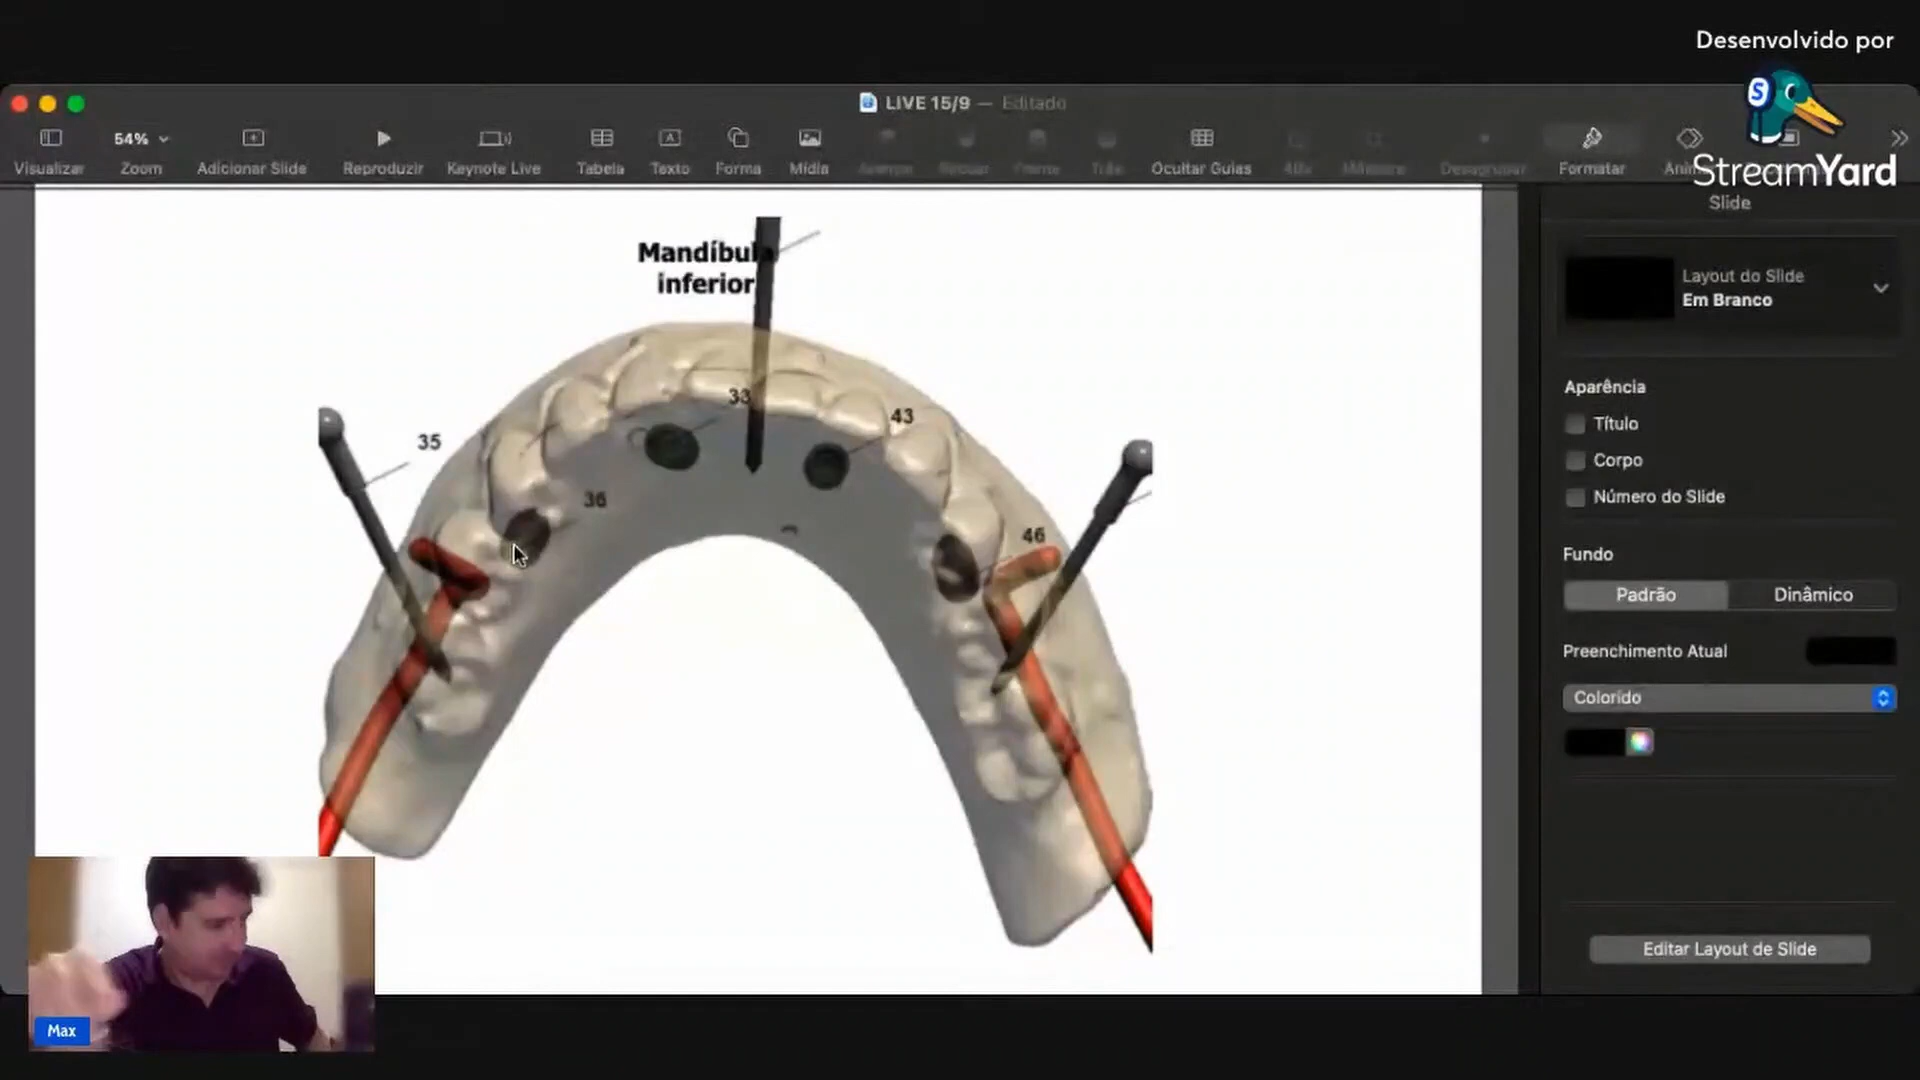 Desenvolvido por
StreamYard
LIVE 15/9 — Editado
54%
Visualizar
Zoom
Adicionar Slide
Reproduzir
Keynote Live
Tabela
Texto
Forma
Mídia
Ocultar Guias
Formatar
Slide
Layout do Slide
Em Branco
Aparência
Título
Corpo
Número do Slide
Fundo
Padrão
Dinâmico
Preenchimento Atual
Colorido
Editar Layout de Slide
inferior
33
43
35
36
46
Max